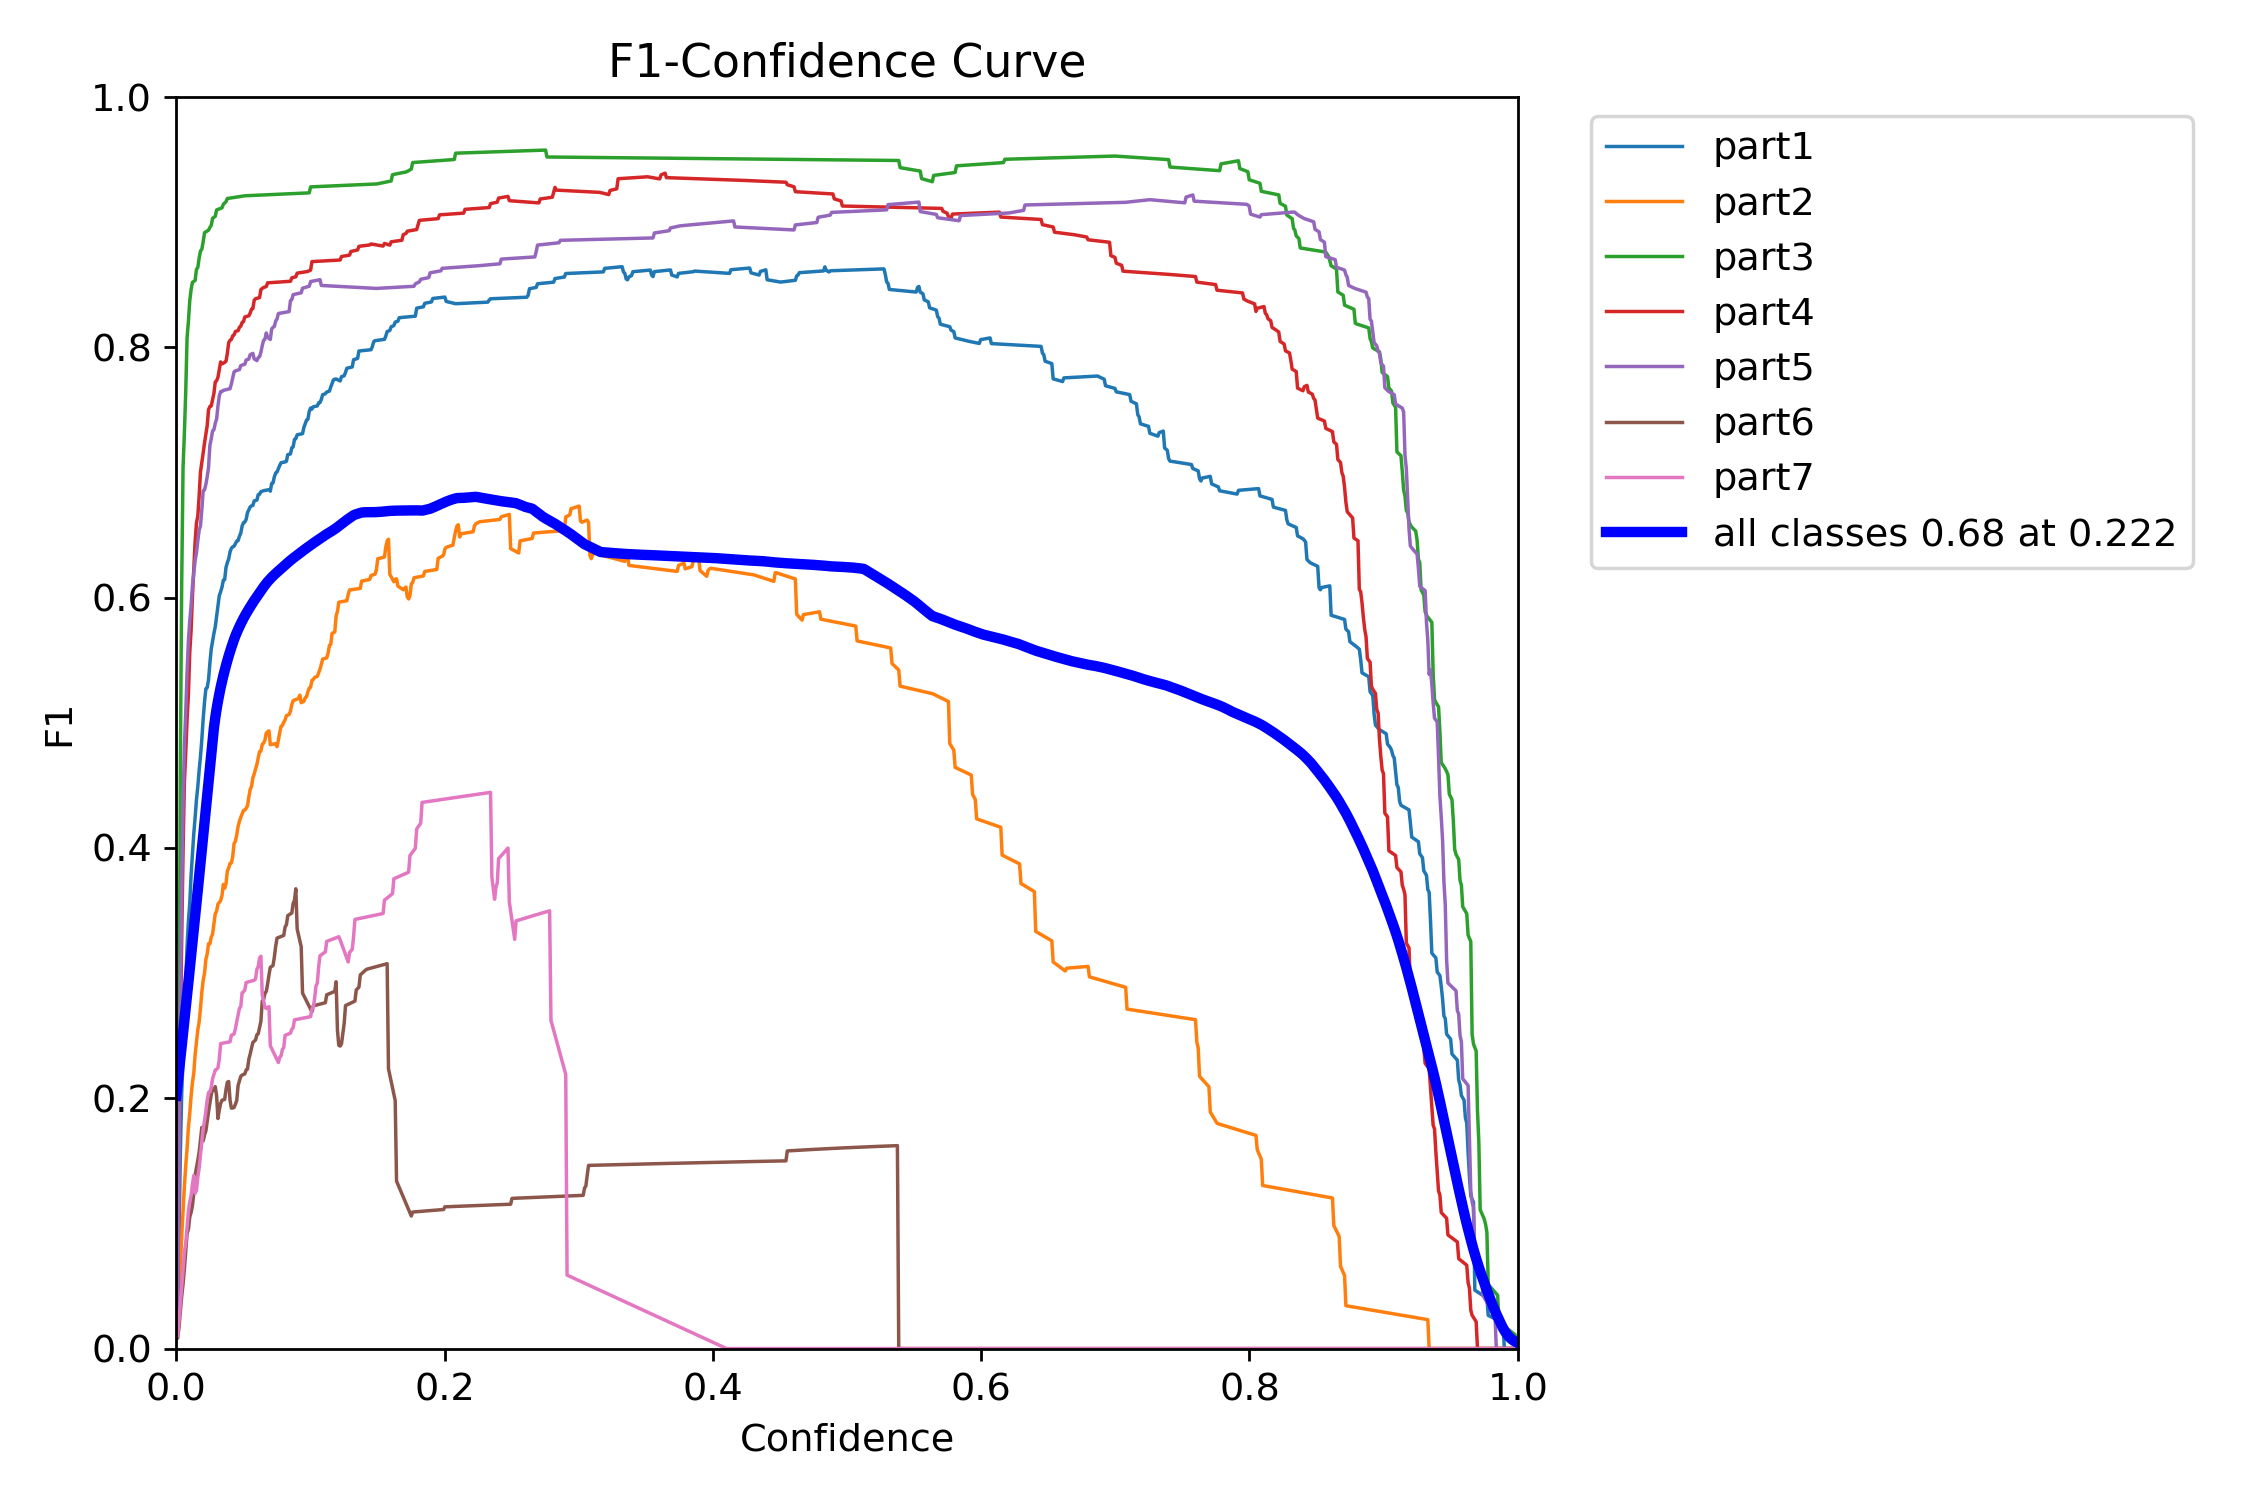 F1-Confidence Curve
1.0
0.8
0.6
0.4
0.2
0.0
F1
0.0 0.2 0.4 0.6 0.8 1.0
Confidence
part1
part2
part3
part4
part5
part6
part7
all classes 0.68 at 0.222